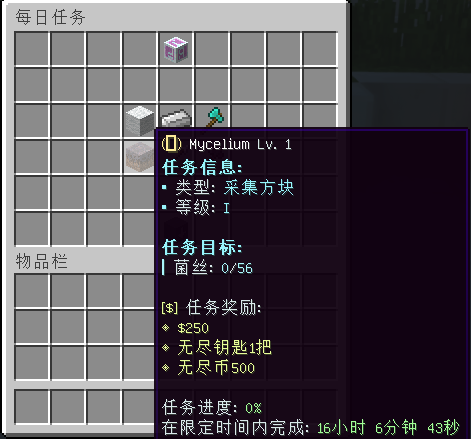 每日任务
(▯) Mycelium Lv. 1
任务信息:
▪ 类型: 采集方块
▪ 等级: I
任务目标:
| 菌丝: 0/56
物品栏
[$] 任务奖励:
◈ $250
◈ 无尽钥匙1把
◈ 无尽币500
任务进度: 0%
在限定时间内完成: 16小时 6分钟 43秒